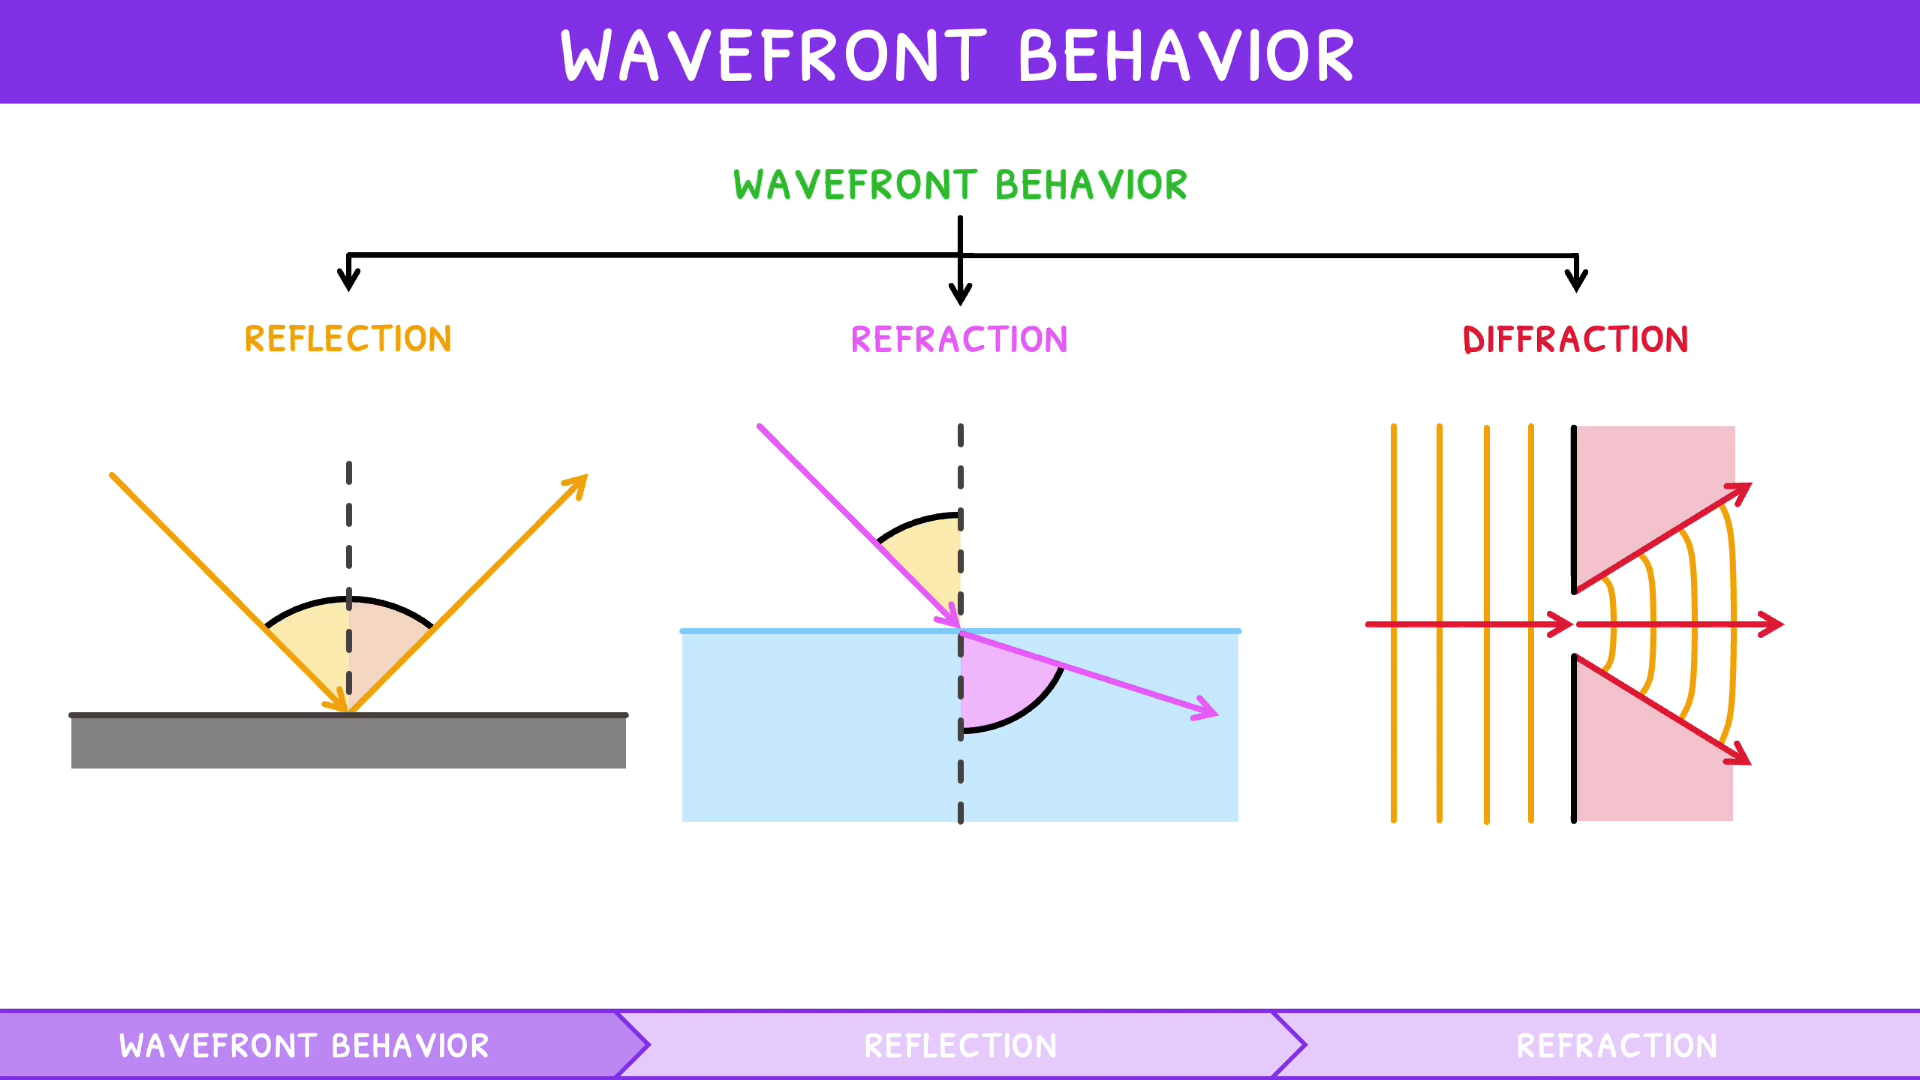 WAVEFRONT BEHAVIOR
WAVEFRONT BEHAVIOR
REFLECTION
REFRACTION
DIFFRACTION
WAVEFRONT BEHAVIOR
REFLECTION
REFRACTION